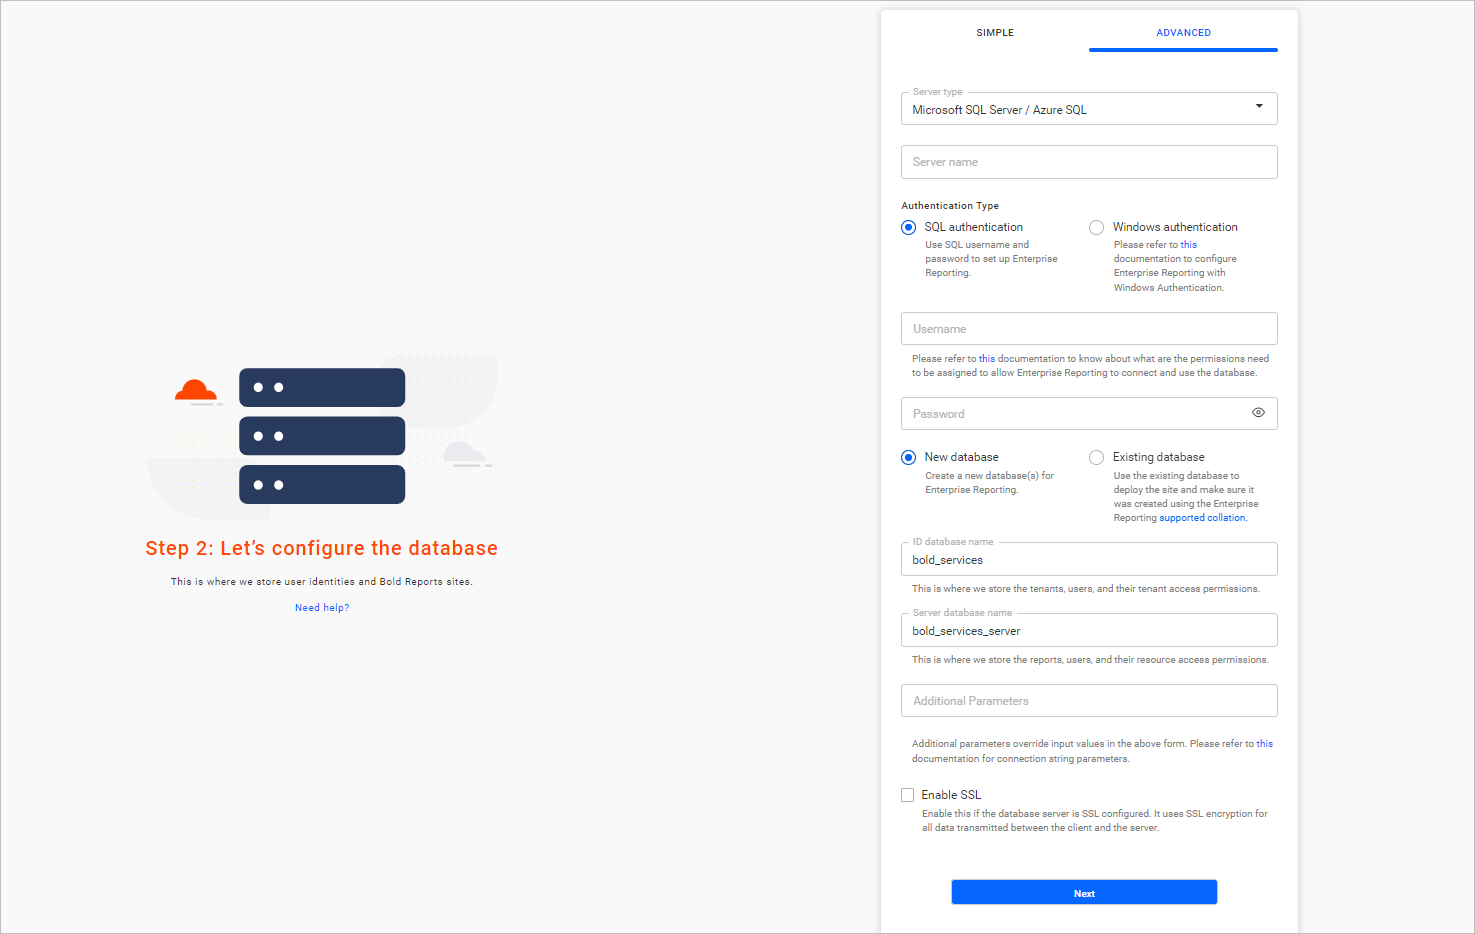 Step 2: Let's configure the database
This is where we store user identities and Bold Reports sites.
Need help?
SIMPLE
ADVANCED
Server type
Microsoft SQL Server / Azure SQL
Server name
Authentication Type
SQL authentication
Use SQL username and
password to set up Enterprise
Reporting.
Windows authentication
Please refer to this
documentation to configure
Enterprise Reporting with
Windows Authentication.
Username
Please refer to this documentation to know about what are the permissions need
to be assigned to allow Enterprise Reporting to connect and use the database.
Password
New database
Create a new database(s) for
Enterprise Reporting.
Existing database
Use the existing database to
deploy the site and make sure it
was created using the Enterprise
Reporting supported collation.
ID database name
bold_services
This is where we store the tenants, users, and their tenant access permissions.
Server database name
bold_services_server
This is where we store the reports, users, and their resource access permissions.
Additional Parameters
Additional parameters override input values in the above form. Please refer to this
documentation for connection string parameters.
Enable SSL
Enable this if the database server is SSL configured. It uses SSL encryption for
all data transmitted between the client and the server.
Next